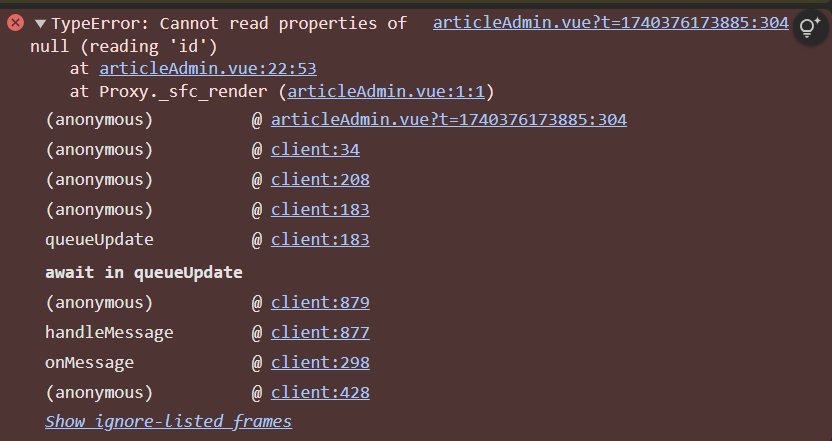 TypeError: Cannot read properties of null (reading 'id') articleAdmin.vue?t=1740376173885:304
at articleAdmin.vue:22:53
at Proxy._sfc_render (articleAdmin.vue:1:1)
(anonymous) @ articleAdmin.vue?t=1740376173885:304
(anonymous) @ client:34
(anonymous) @ client:208
(anonymous) @ client:183
queueUpdate @ client:183
await in queueUpdate
(anonymous) @ client:879
handleMessage @ client:877
onMessage @ client:298
(anonymous) @ client:428
Show ignore-listed frames